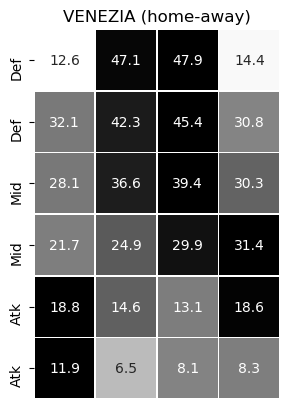 VENEZIA (home-away)
Def 12.6 47.1 47.9 14.4
Def 32.1 42.3 45.4 30.8
Mid 28.1 36.6 39.4 30.3
Mid 21.7 24.9 29.9 31.4
Atk 18.8 14.6 13.1 18.6
Atk 11.9 6.5 8.1 8.3